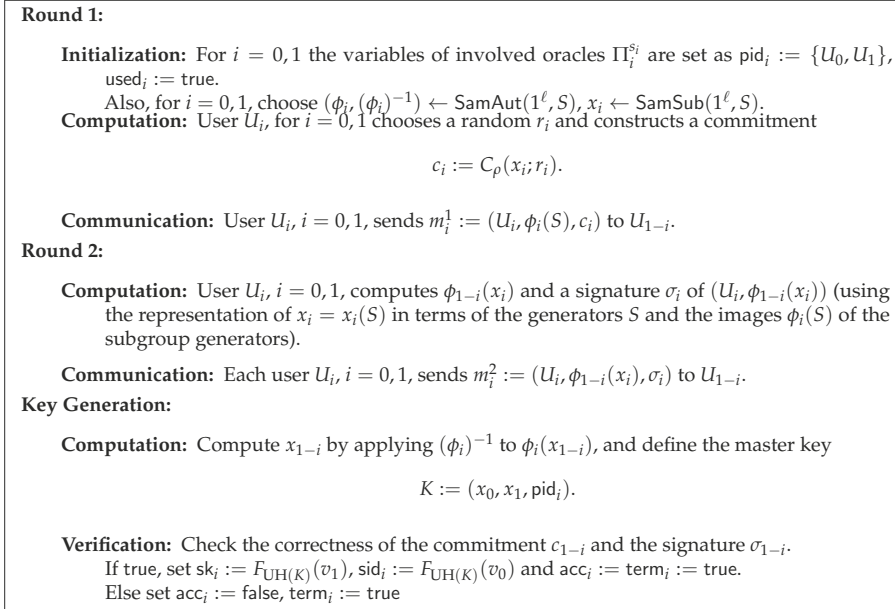 Round 1:
Initialization: For i = 0, 1 the variables of involved oracles Π_i^{s_i} are set as pid_i := {U_0, U_1},
used_i := true.
Also, for i = 0, 1, choose (ϕ_i, (ϕ_i)^{−1}) ← SamAut(1^ℓ, S), x_i ← SamSub(1^ℓ, S).
Computation: User U_i, for i = 0, 1 chooses a random r_i and constructs a commitment
c_i := C_ρ(x_i; r_i).
Communication: User U_i, i = 0, 1, sends m_i^1 := (U_i, ϕ_i(S), c_i) to U_{1−i}.
Round 2:
Computation: User U_i, i = 0, 1, computes ϕ_{1−i}(x_i) and a signature σ_i of (U_i, ϕ_{1−i}(x_i)) (using
the representation of x_i = x_i(S) in terms of the generators S and the images ϕ_i(S) of the
subgroup generators).
Communication: Each user U_i, i = 0, 1, sends m_i^2 := (U_i, ϕ_{1−i}(x_i), σ_i) to U_{1−i}.
Key Generation:
Computation: Compute x_{1−i} by applying (ϕ_i)^{−1} to ϕ_i(x_{1−i}), and define the master key
K := (x_0, x_1, pid_i).
Verification: Check the correctness of the commitment c_{1−i} and the signature σ_{1−i}.
If true, set sk_i := F_{UH(K)}(v_1), sid_i := F_{UH(K)}(v_0) and acc_i := term_i := true.
Else set acc_i := false, term_i := true